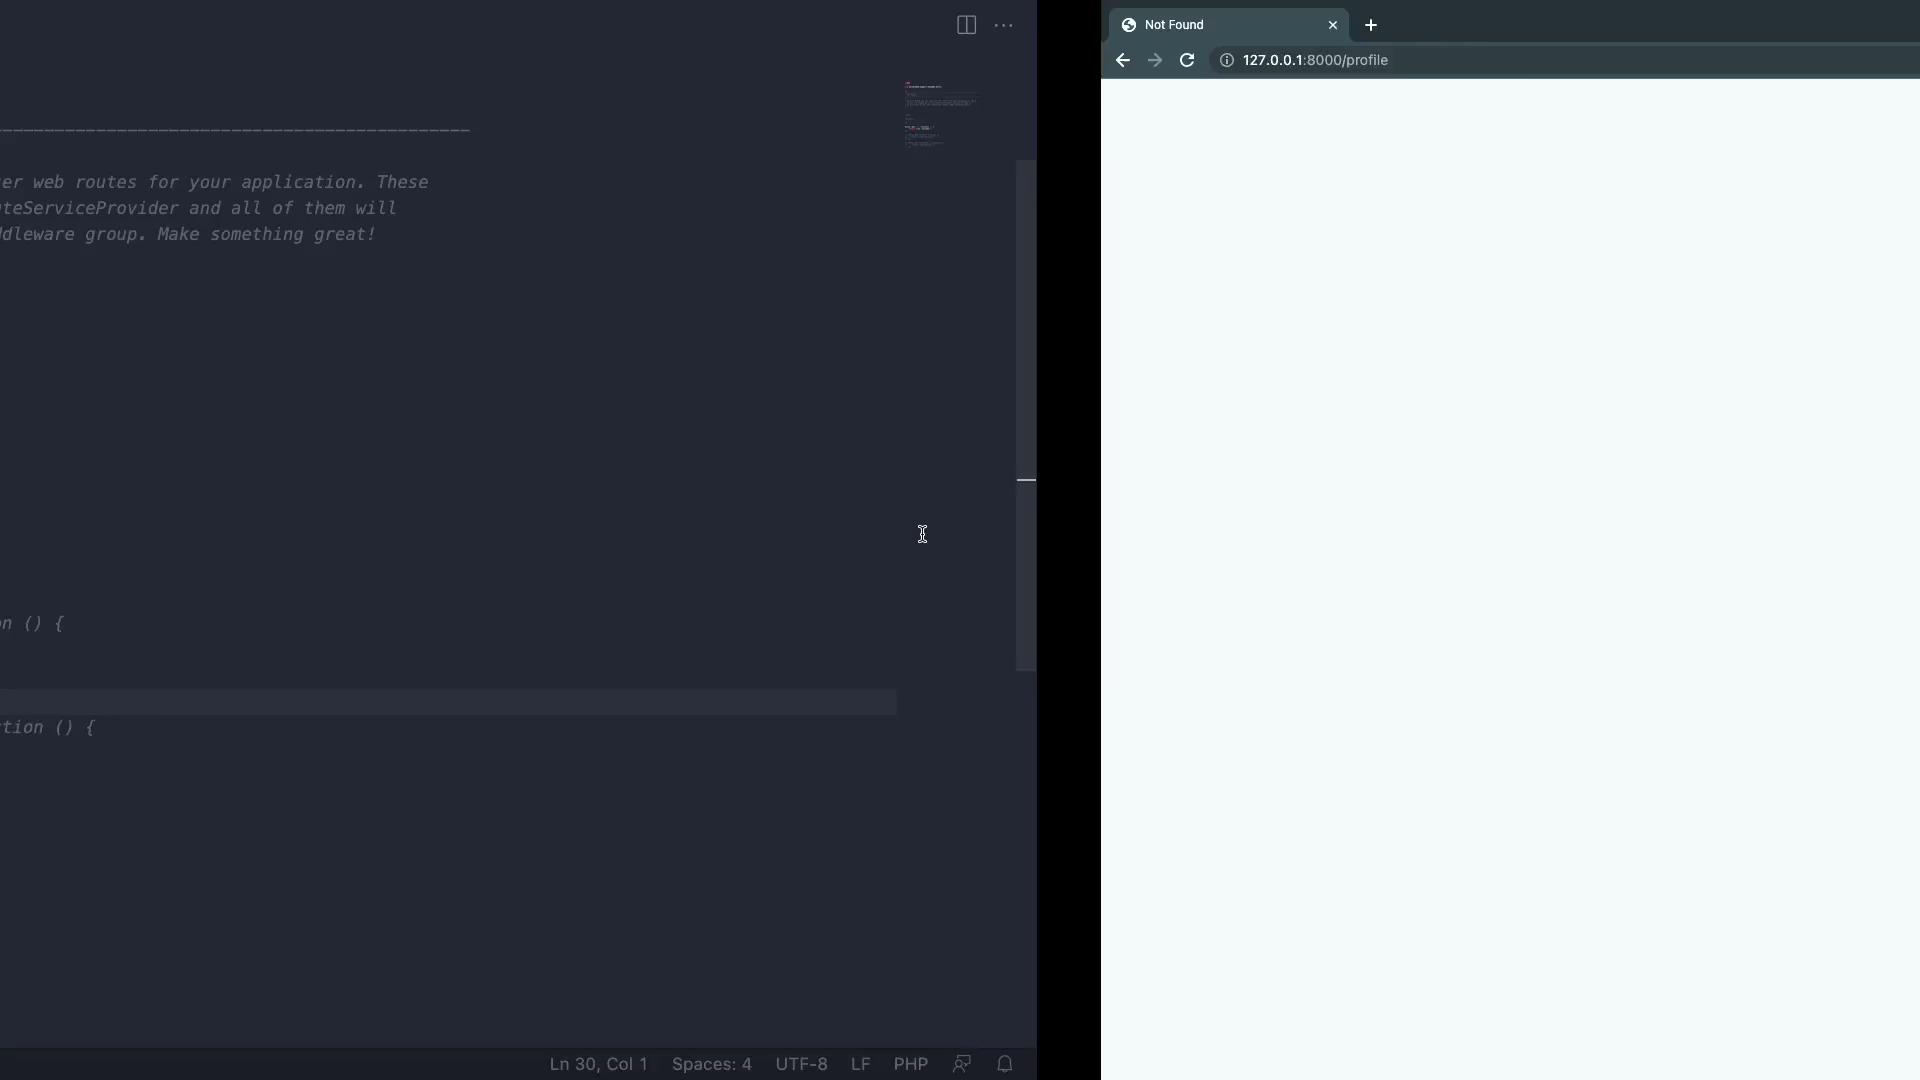 er web routes for your application. These
teServiceProvider and all of them will
dleware group. Make something great!
n () {
tion () {
Ln 30, Col 1 Spaces: 4 UTF-8 LF PHP
Not Found
127.0.0.1:8000/profile